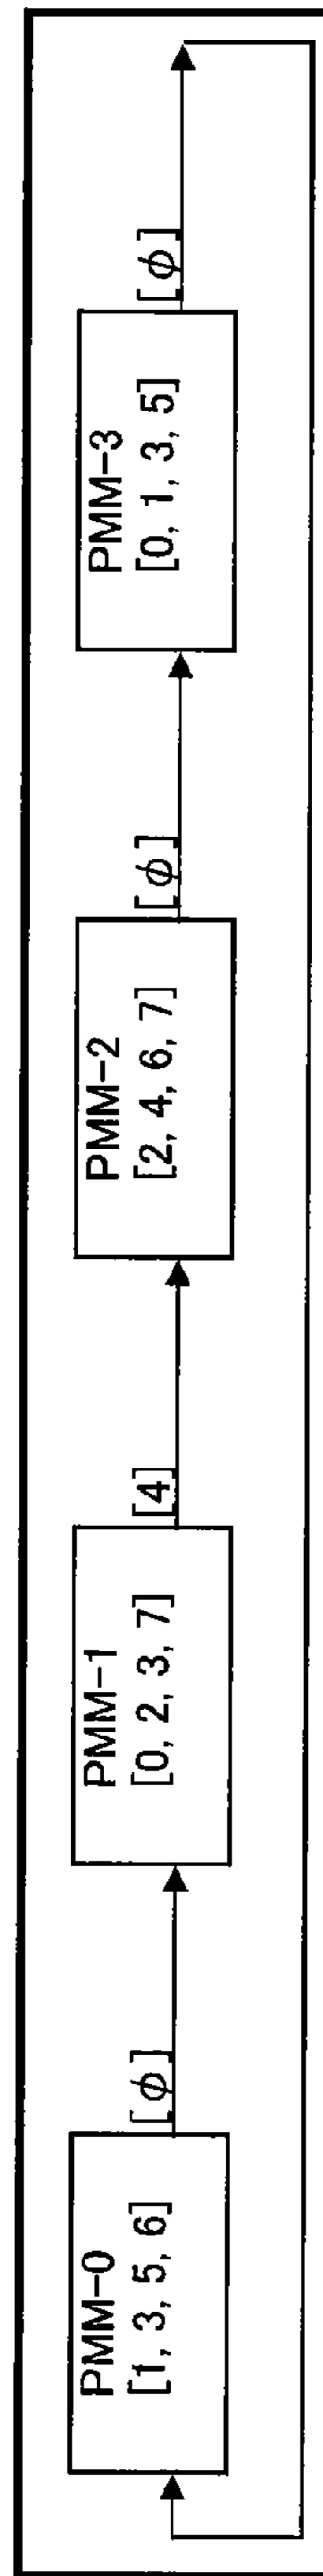 PMM-0
[1, 3, 5, 6]
[ϕ]
PMM-1
[0, 2, 3, 7]
[4]
PMM-2
[2, 4, 6, 7]
[ϕ]
PMM-3
[0, 1, 3, 5]
[ϕ]